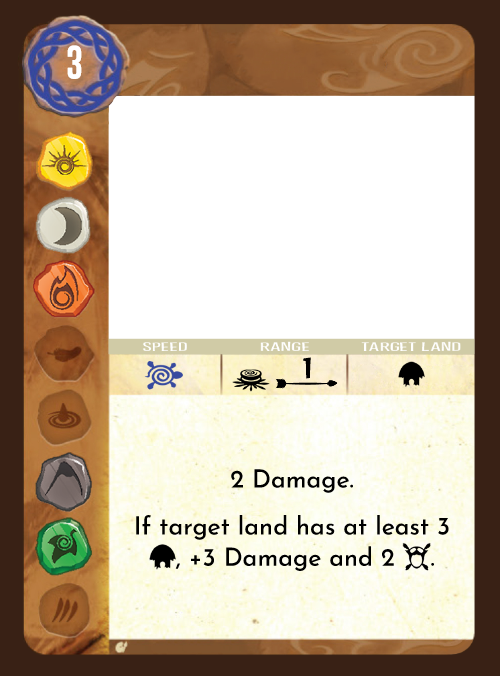 3
SPEED RANGE TARGET LAND
1
2 Damage.
If target land has at least 3
, +3 Damage and 2 .